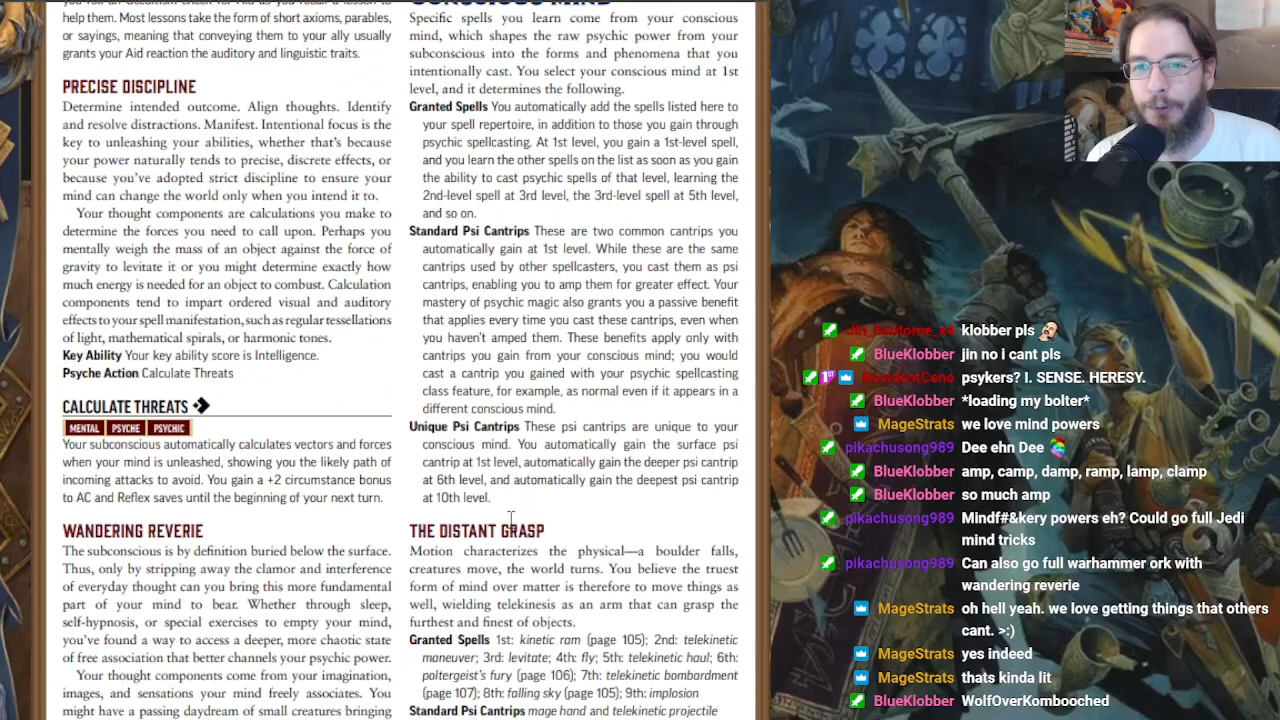 you roll an Occultism check for Aid as you recall a lesson to
help them. Most lessons take the form of short axioms, parables,
or sayings, meaning that conveying them to your ally usually
grants your Aid reaction the auditory and linguistic traits.
PRECISE DISCIPLINE
Determine intended outcome. Align thoughts. Identify
and resolve distractions. Manifest. Intentional focus is the
key to unleashing your abilities, whether that's because
your power naturally tends to precise, discrete effects, or
because you've adopted strict discipline to ensure your
mind can change the world only when you intend it to.
Your thought components are calculations you make to
determine the forces you need to call upon. Perhaps you
mentally weigh the mass of an object against the force of
gravity to levitate it or you might determine exactly how
much energy is needed for an object to combust. Calculation
components tend to impart ordered visual and auditory
effects to your spell manifestation, such as regular tessellations
of light, mathematical spirals, or harmonic tones.
Key Ability Your key ability score is Intelligence.
Psyche Action Calculate Threats
CALCULATE THREATS
MENTAL PSYCHE PSYCHIC
Your subconscious automatically calculates vectors and forces
when your mind is unleashed, showing you the likely path of
incoming attacks to avoid. You gain a +2 circumstance bonus
to AC and Reflex saves until the beginning of your next turn.
WANDERING REVERIE
The subconscious is by definition buried below the surface.
Thus, only by stripping away the clamor and interference
of everyday thought can you bring this more fundamental
part of your mind to bear. Whether through sleep,
self-hypnosis, or special exercises to empty your mind,
you've found a way to access a deeper, more chaotic state
of free association that better channels your psychic power.
Your thought components come from your imagination,
images, and sensations your mind freely associates. You
might have a passing daydream of small creatures bringing
CONSCIOUS MIND
Specific spells you learn come from your conscious
mind, which shapes the raw psychic power from your
subconscious into the forms and phenomena that you
intentionally cast. You select your conscious mind at 1st
level, and it determines the following.
Granted Spells You automatically add the spells listed here to
your spell repertoire, in addition to those you gain through
psychic spellcasting. At 1st level, you gain a 1st-level spell,
and you learn the other spells on the list as soon as you gain
the ability to cast psychic spells of that level, learning the
2nd-level spell at 3rd level, the 3rd-level spell at 5th level,
and so on.
Standard Psi Cantrips These are two common cantrips you
automatically gain at 1st level. While these are the same
cantrips used by other spellcasters, you cast them as psi
cantrips, enabling you to amp them for greater effect. Your
mastery of psychic magic also grants you a passive benefit
that applies every time you cast these cantrips, even when
you haven't amped them. These benefits apply only with
cantrips you gain from your conscious mind; you would
cast a cantrip you gained with your psychic spellcasting
class feature, for example, as normal even if it appears in a
different conscious mind.
Unique Psi Cantrips These psi cantrips are unique to your
conscious mind. You automatically gain the surface psi
cantrip at 1st level, automatically gain the deeper psi cantrip
at 6th level, and automatically gain the deepest psi cantrip
at 10th level.
THE DISTANT GRASP
Motion characterizes the physical—a boulder falls,
creatures move, the world turns. You believe the truest
form of mind over matter is therefore to move things as
well, wielding telekinesis as an arm that can grasp the
furthest and finest of objects.
Granted Spells 1st: kinetic ram (page 105); 2nd: telekinetic
maneuver; 3rd: levitate; 4th: fly; 5th: telekinetic haul; 6th:
poltergeist's fury (page 106); 7th: telekinetic bombardment
(page 107); 8th: falling sky (page 105); 9th: implosion
Standard Psi Cantrips mage hand and telekinetic projectile
klobber pls
BlueKlobber jin no i cant pls
ResidentCeno psykers? I. SENSE. HERESY.
BlueKlobber *loading my bolter*
MageStrats we love mind powers
pikachusong989 Dee ehn Dee
BlueKlobber amp, camp, damp, ramp, lamp, clamp
BlueKlobber so much amp
pikachusong989 Mindf#&kery powers eh? Could go full Jedi
mind tricks
pikachusong989 Can also go full warhammer ork with
wandering reverie
MageStrats oh hell yeah. we love getting things that others
cant. >:)
MageStrats yes indeed
MageStrats thats kinda lit
BlueKlobber WolfOverKombooched